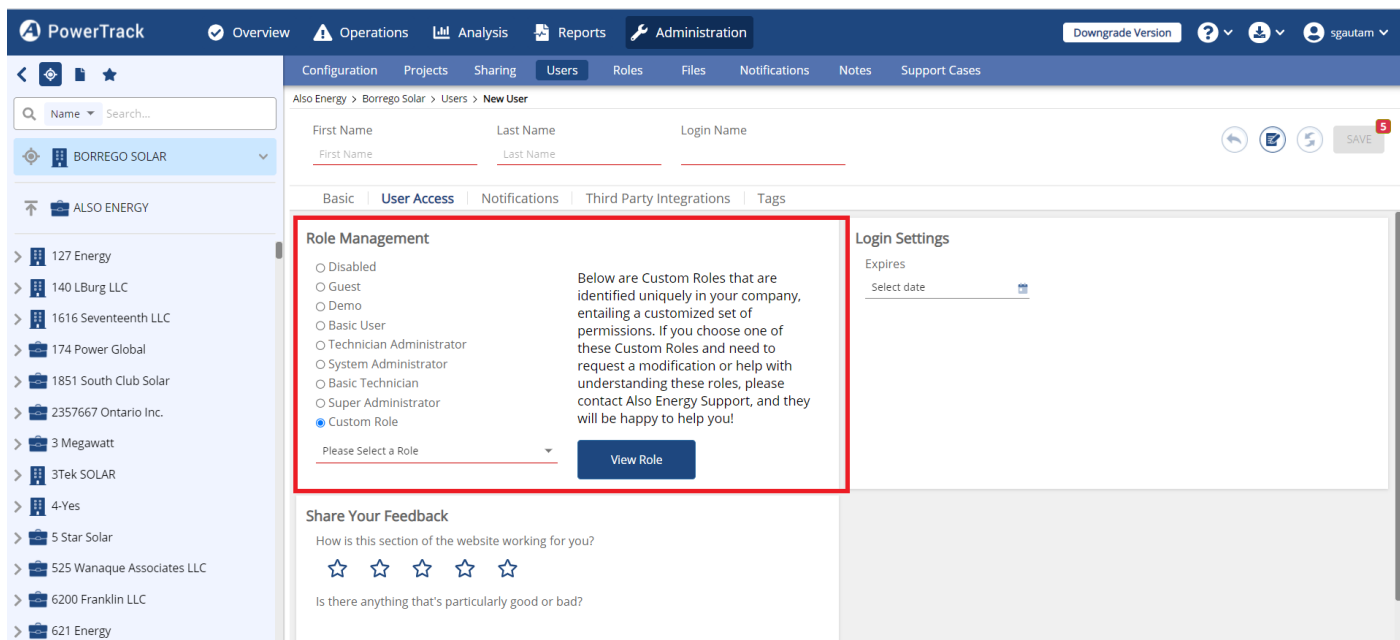 PowerTrack
Overview
Operations
Analysis
Reports
Administration
Downgrade Version
?
sgautam
Configuration
Projects
Sharing
Users
Roles
Files
Notifications
Notes
Support Cases
Name
Search...
BORREGO SOLAR
ALSO ENERGY
127 Energy
140 LBurg LLC
1616 Seventeenth LLC
174 Power Global
1851 South Club Solar
2357667 Ontario Inc.
3 Megawatt
3Tek SOLAR
4-Yes
5 Star Solar
525 Wanaque Associates LLC
6200 Franklin LLC
621 Energy
Also Energy > Borrego Solar > Users > New User
First Name
Last Name
Login Name
First Name
Last Name
5
SAVE
Basic
User Access
Notifications
Third Party Integrations
Tags
Role Management
Disabled
Guest
Demo
Basic User
Technician Administrator
System Administrator
Basic Technician
Super Administrator
Custom Role
Please Select a Role
Below are Custom Roles that are
identified uniquely in your company,
entailing a customized set of
permissions. If you choose one of
these Custom Roles and need to
request a modification or help with
understanding these roles, please
contact Also Energy Support, and they
will be happy to help you!
View Role
Login Settings
Expires
Select date
Share Your Feedback
How is this section of the website working for you?
Is there anything that's particularly good or bad?